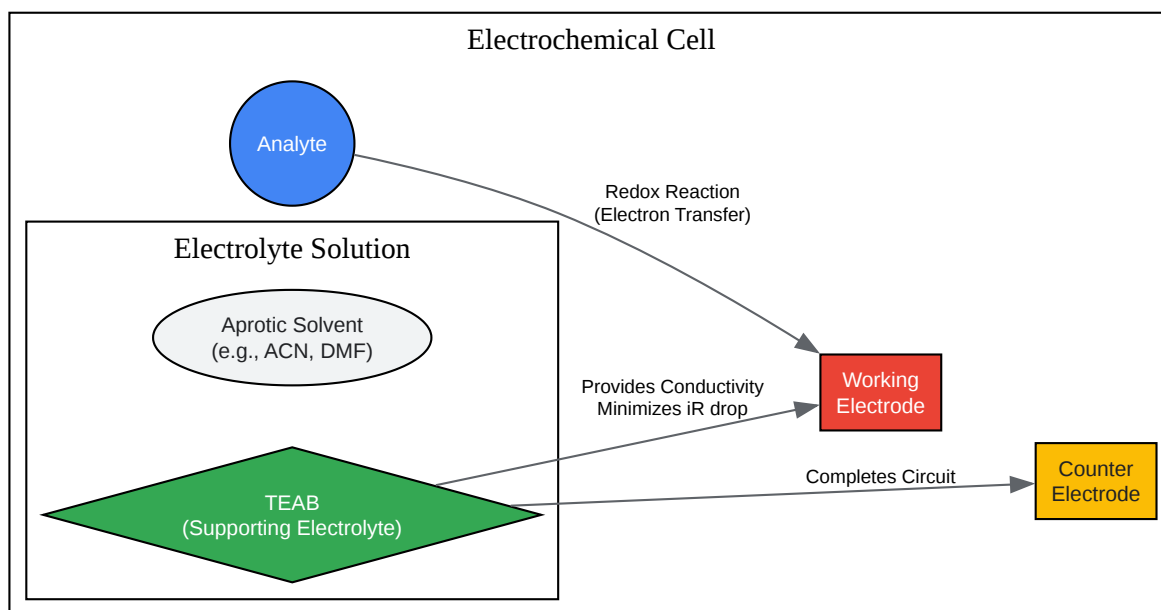 Electrochemical Cell
Analyte
Redox Reaction
(Electron Transfer)
Electrolyte Solution
Aprotic Solvent
(e.g., ACN, DMF)
Working
Electrode
Provides Conductivity
Minimizes iR drop
Counter
Electrode
Completes Circuit
TEAB
(Supporting Electrolyte)